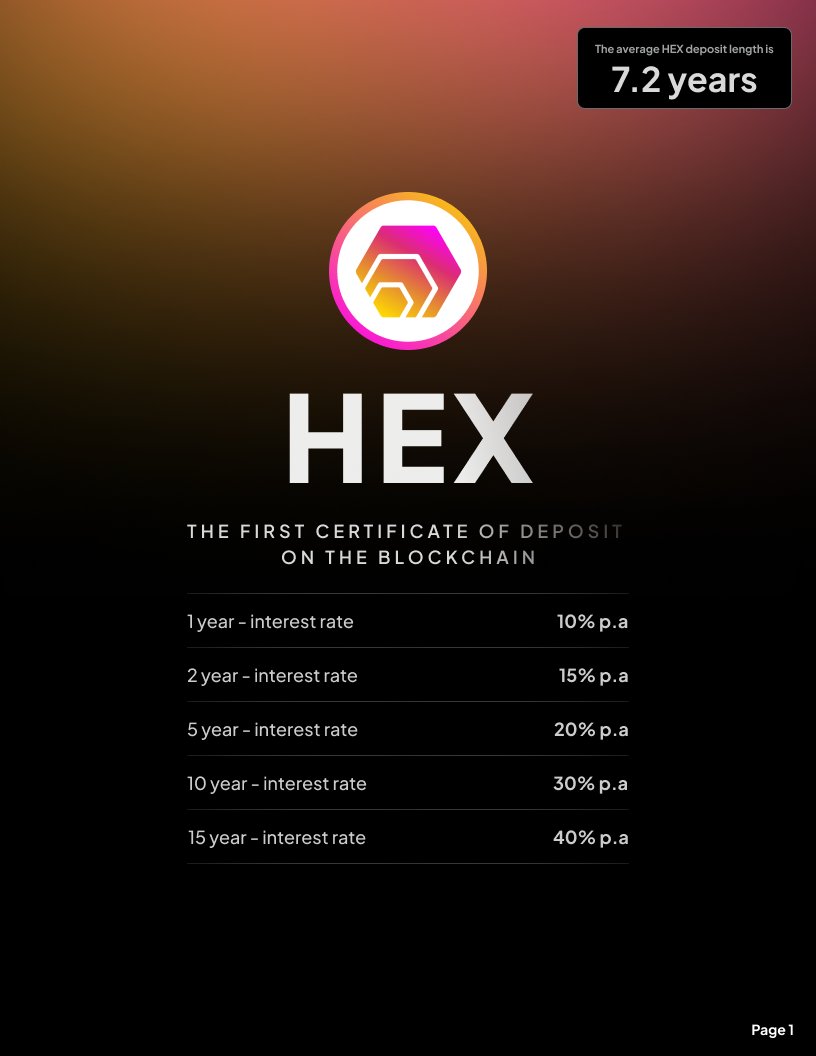 The average HEX deposit length is
7.2 years
HEX
THE FIRST CERTIFICATE OF DEPOSIT
ON THE BLOCKCHAIN
1 year - interest rate 10% p.a
2 year - interest rate 15% p.a
5 year - interest rate 20% p.a
10 year - interest rate 30% p.a
15 year - interest rate 40% p.a
Page 1